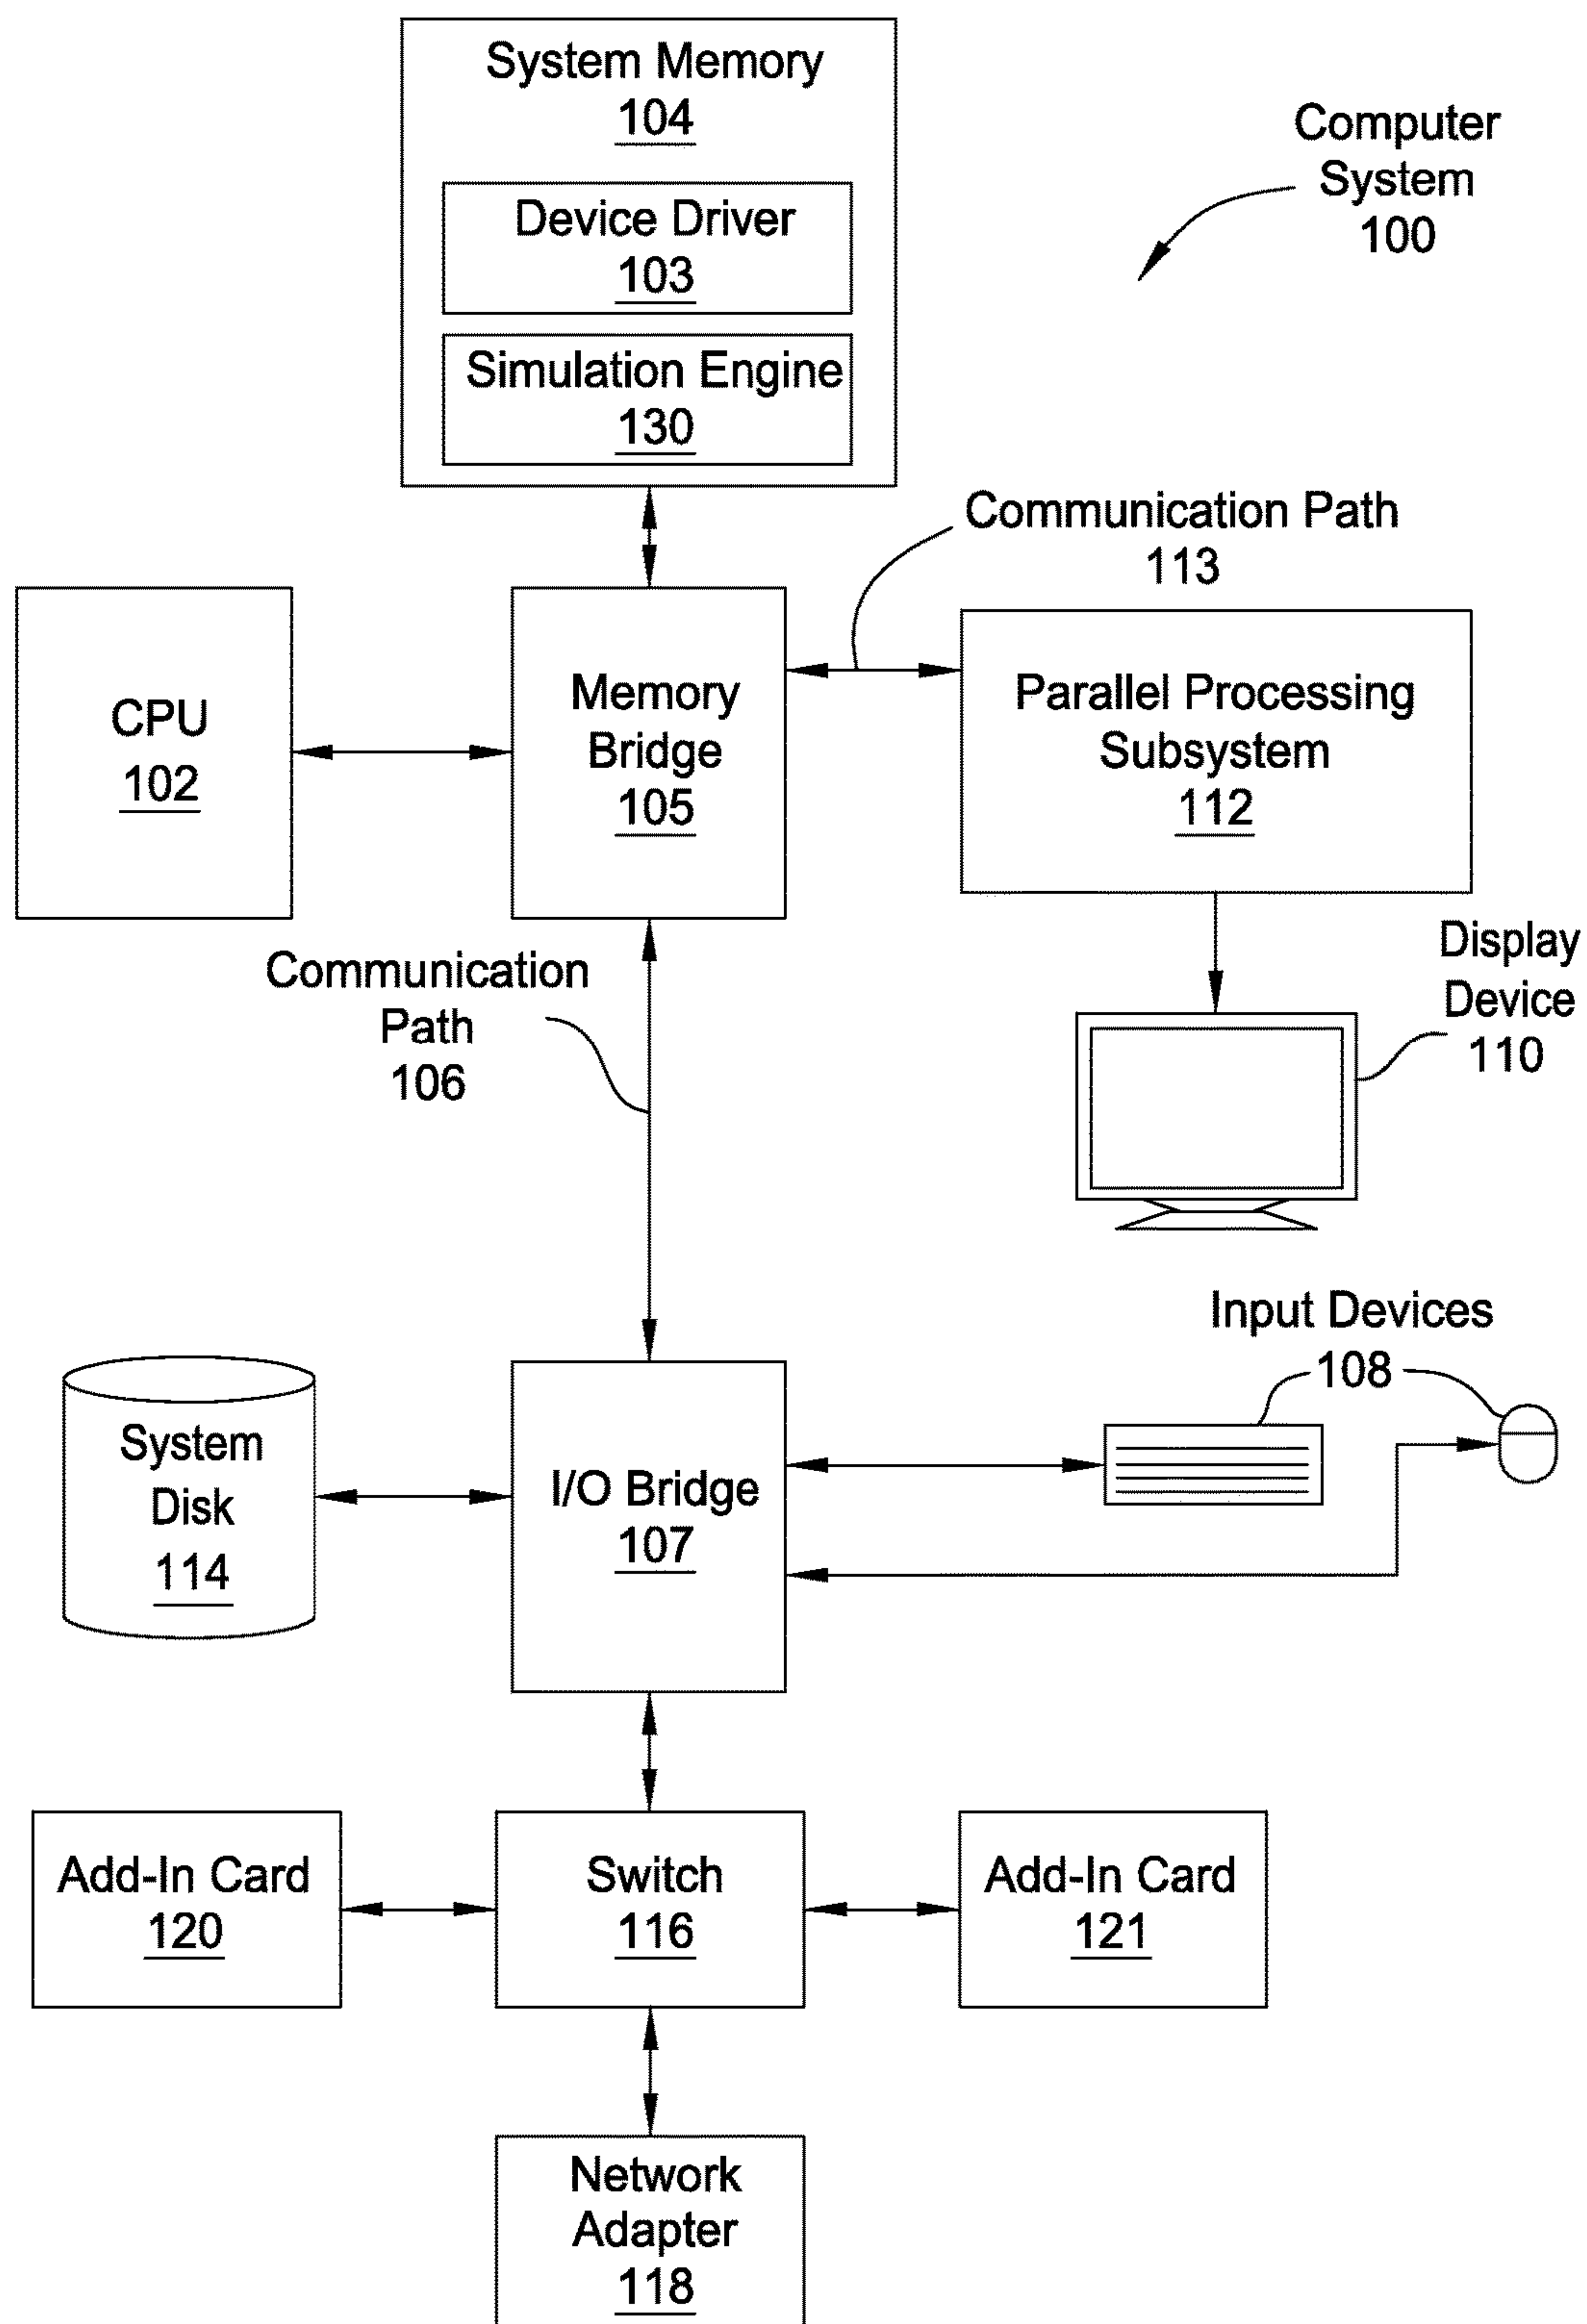 System Memory
104
Computer
System
100
Device Driver
103
Simulation Engine
130
Communication Path
113
CPU
102
Memory
Bridge
105
Parallel Processing
Subsystem
112
Communication
Path
106
Display
Device
110
Input Devices
108
System
Disk
114
I/O Bridge
107
Add-In Card
120
Switch
116
Add-In Card
121
Network
Adapter
118